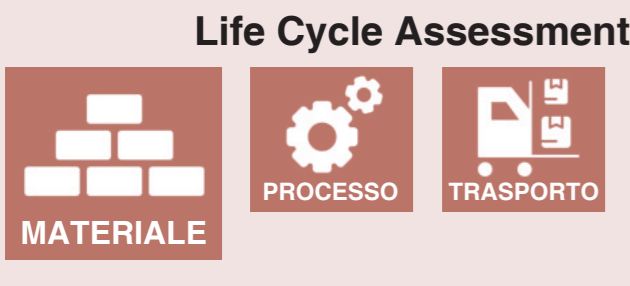 Life Cycle Assessment
MATERIALE
PROCESSO
TRASPORTO